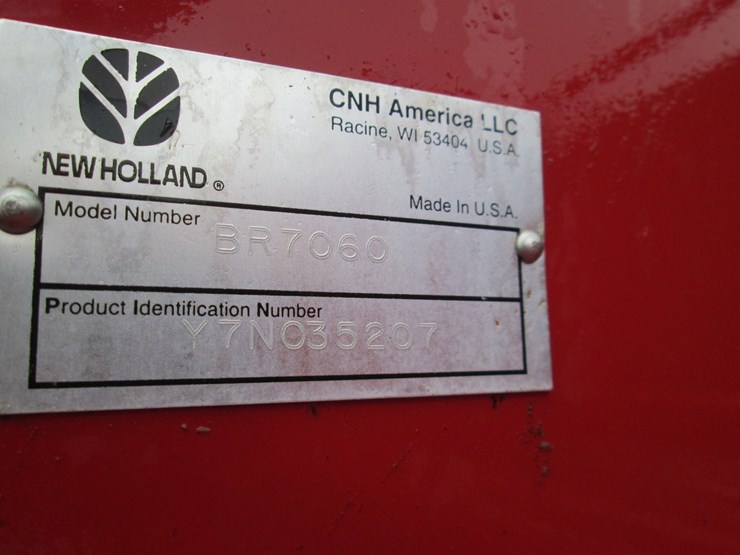 CNH America LLC
Racine, WI 53404 U.S.A.
NEW HOLLAND ®
Made In U.S.A.
Model Number
BR7060
Product Identification Number
Y7N035207